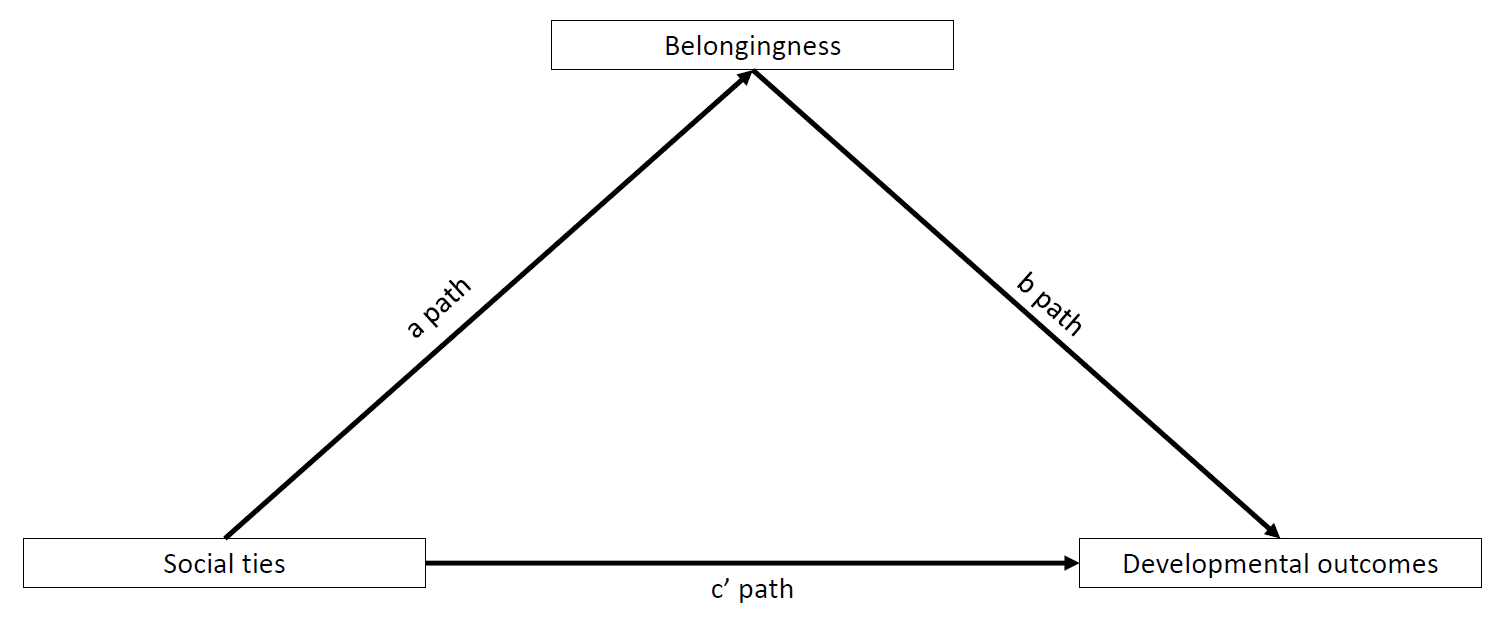 Belongingness
a path
b path
Social ties
Developmental outcomes
c’ path